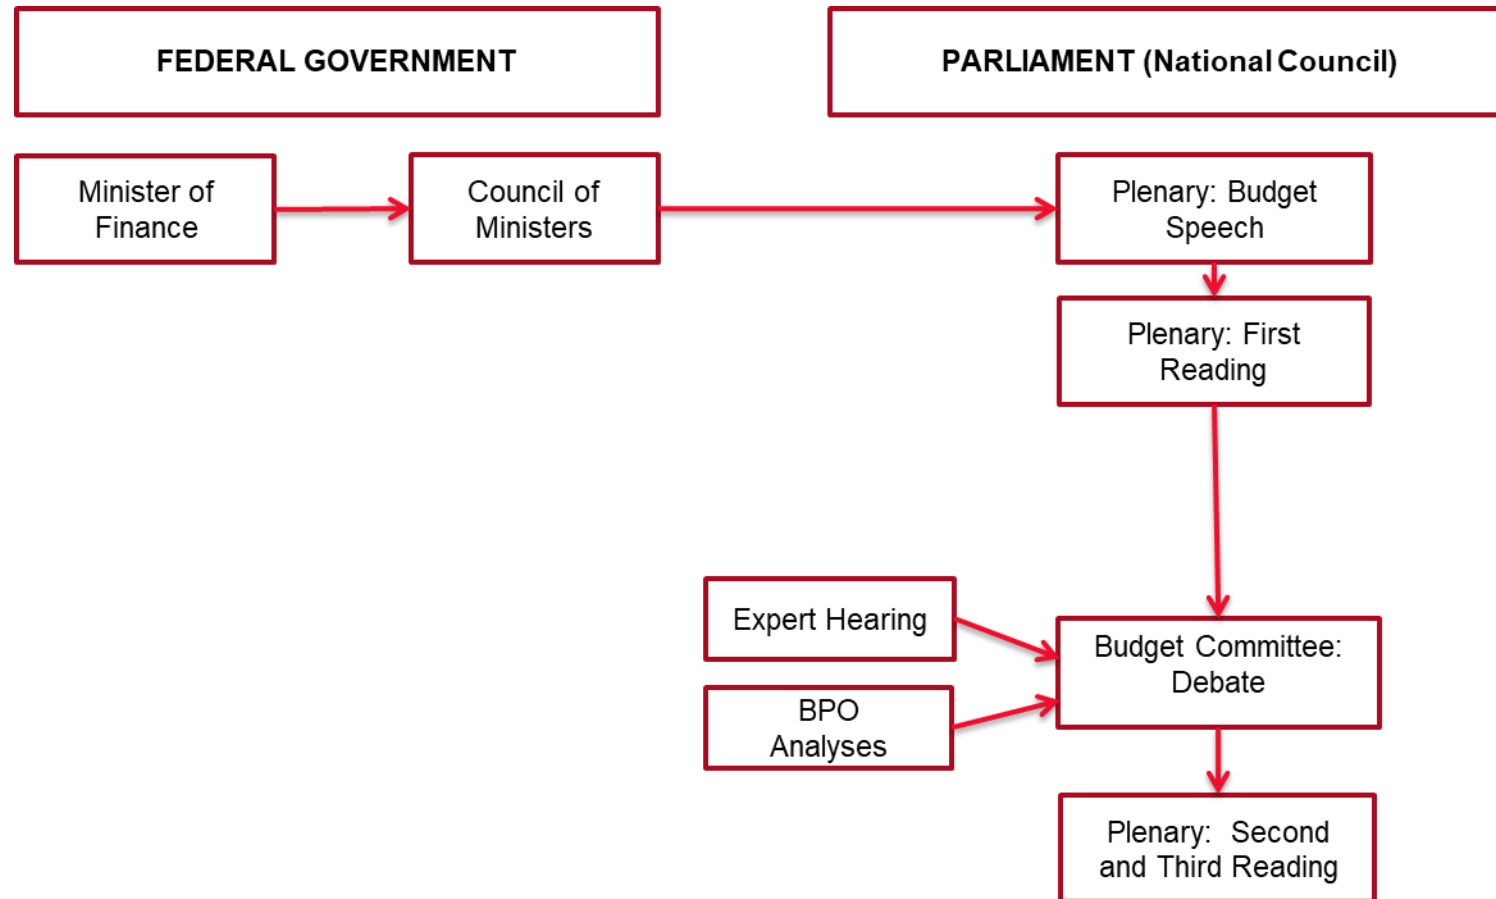 FEDERAL GOVERNMENT
PARLIAMENT (National Council)
Minister of
Finance
Council of
Ministers
Plenary: Budget
Speech
Plenary: First
Reading
Expert Hearing
BPO
Analyses
Budget Committee:
Debate
Plenary: Second
and Third Reading